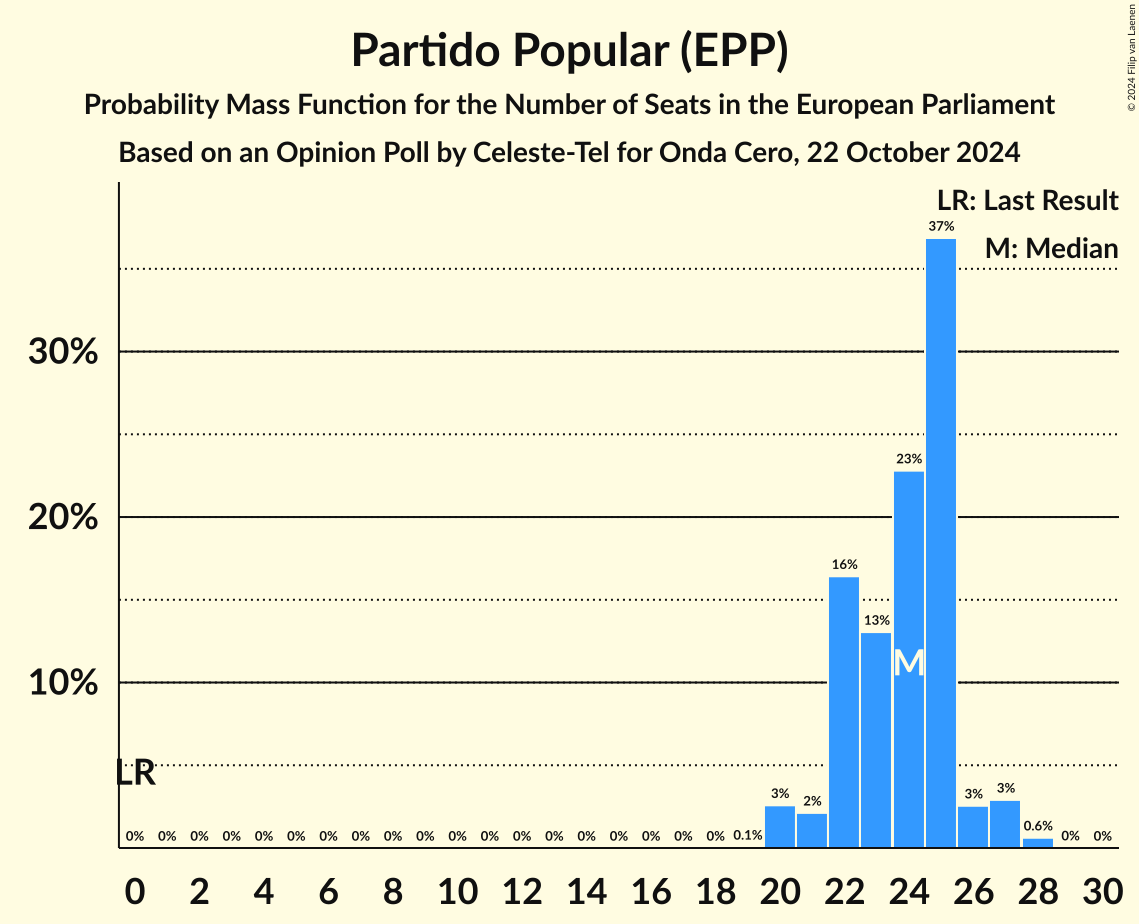 Partido Popular (EPP)
Probability Mass Function for the Number of Seats in the European Parliament
Based on an Opinion Poll by Celeste-Tel for Onda Cero, 22 October 2024
© 2024 Filip van Laenen
LR: Last Result
M: Median
37%
30%
23%
20%
16%
13%
M
10%
LR
0% 0% 0% 0% 0% 0% 0% 0% 0% 0% 0% 0% 0% 0% 0% 0% 0% 0% 0% 0.1% 3% 2% 3% 3% 0.6% 0% 0%
0 2 4 6 8 10 12 14 16 18 20 22 24 26 28 30